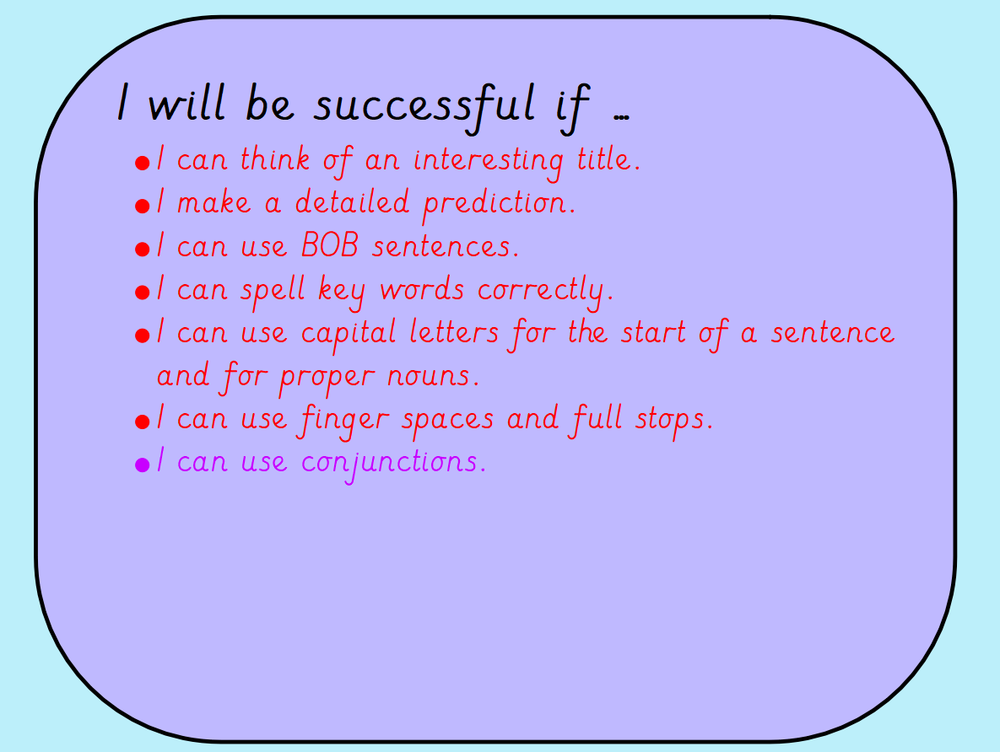 I will be successful if ...
● I can think of an interesting title.
● I make a detailed prediction.
● I can use BOB sentences.
● I can spell key words correctly.
● I can use capital letters for the start of a sentence
and for proper nouns.
● I can use finger spaces and full stops.
● I can use conjunctions.